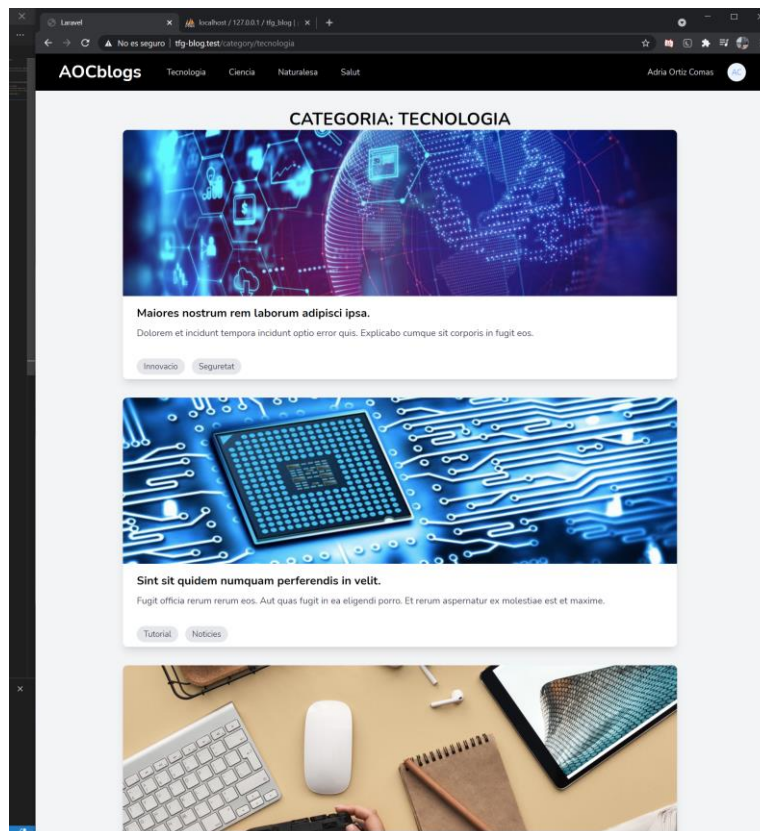 Laravel
localhost / 127.0.0.1 / tfg_blog | p
No es seguro | tfg-blog.test/category/tecnologia
AOCblogs Tecnologia Ciencia Naturalesa Salut Adria Ortiz Comas AC
CATEGORIA: TECNOLOGIA
Maiores nostrum rem laborum adipisci ipsa.
Dolorem et incidunt tempora incidunt optio error quis. Explicabo cumque sit corporis in fugit eos.
Innovacio Seguretat
Sint sit quidem numquam perferendis in velit.
Fugit officia rerum rerum eos. Aut quas fugit in ea eligendi porro. Et rerum aspernatur ex molestiae est et maxime.
Tutorial Noticies